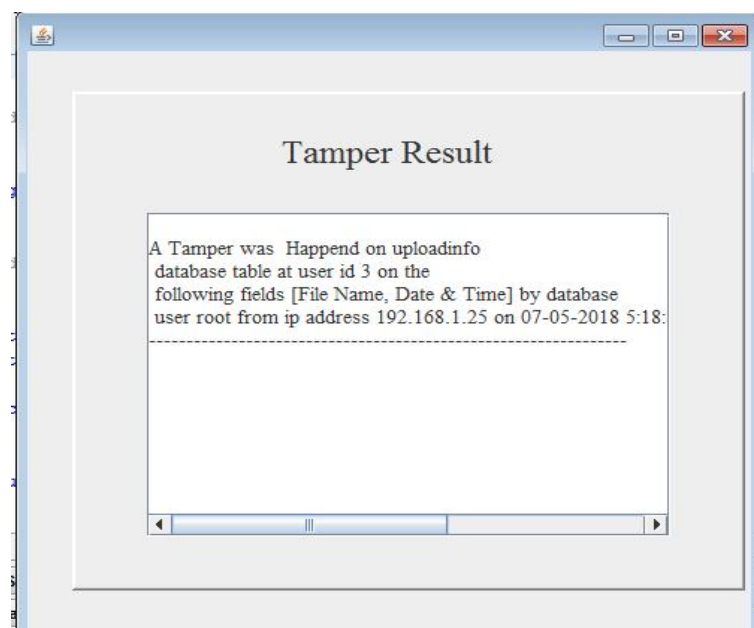 Tamper Result
A Tamper was  Happend on uploadinfo
database table at user id 3 on the
following fields [File Name, Date & Time] by database
user root from ip address 192.168.1.25 on 07-05-2018 5:18:
----------------------------------------------------------------